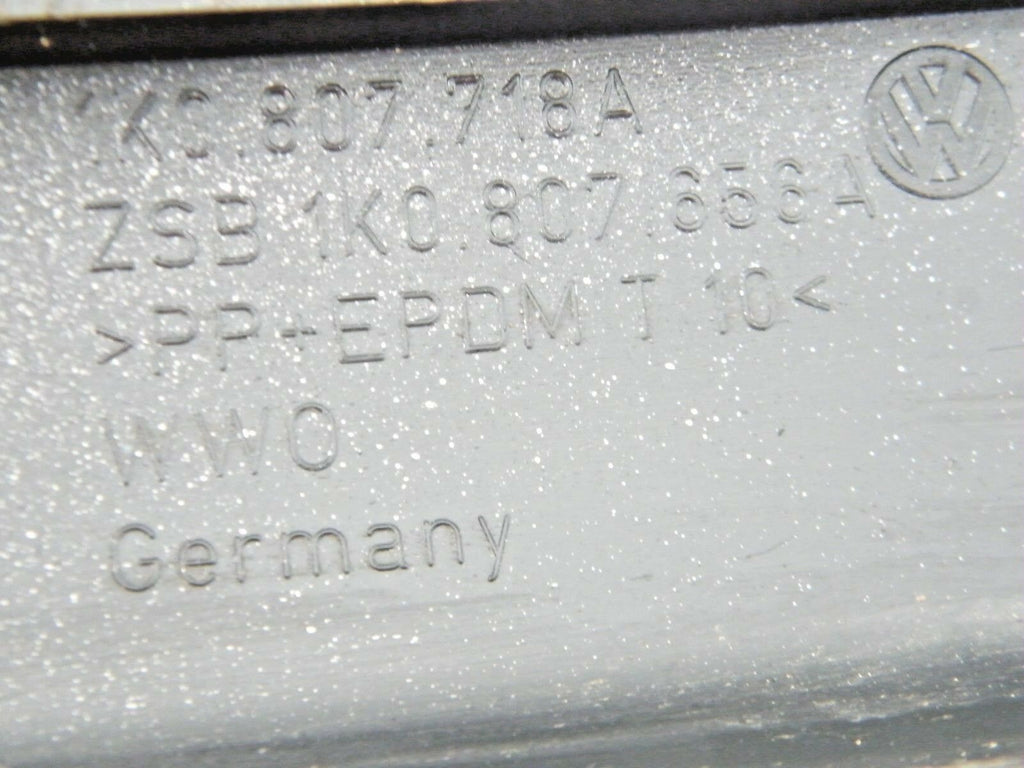 1K0.807.718A
ZSB 1K0.807.656A
>PP+EPDM T 10<
WWO
Germany